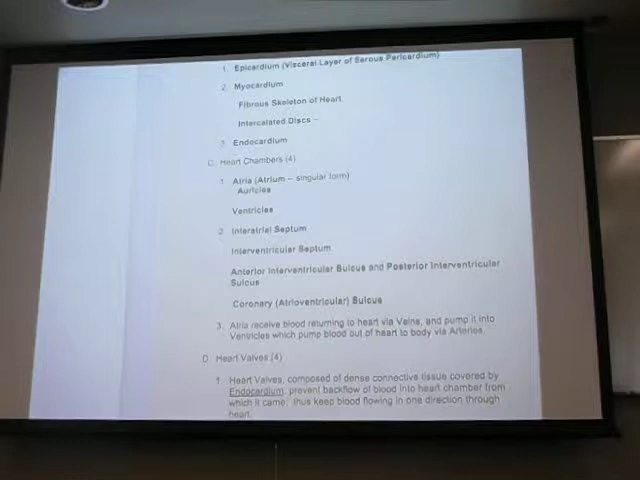 1. Epicardium (Visceral Layer of Serous Pericardium)
2. Myocardium
Fibrous Skeleton of Heart
Intercalated Discs –
3. Endocardium
C. Heart Chambers (4)
1. Atria (Atrium – singular form)
Auricles
Ventricles
2. Interatrial Septum
Interventricular Septum
Anterior Interventricular Sulcus and Posterior Interventricular
Sulcus
Coronary (Atrioventricular) Sulcus
3. Atria receive blood returning to heart via Veins, and pump it into
Ventricles which pump blood out of heart to body via Arteries.
D. Heart Valves (4)
1. Heart Valves, composed of dense connective tissue covered by
Endocardium, prevent backflow of blood into heart chamber from
which it came; thus keep blood flowing in one direction through
heart.